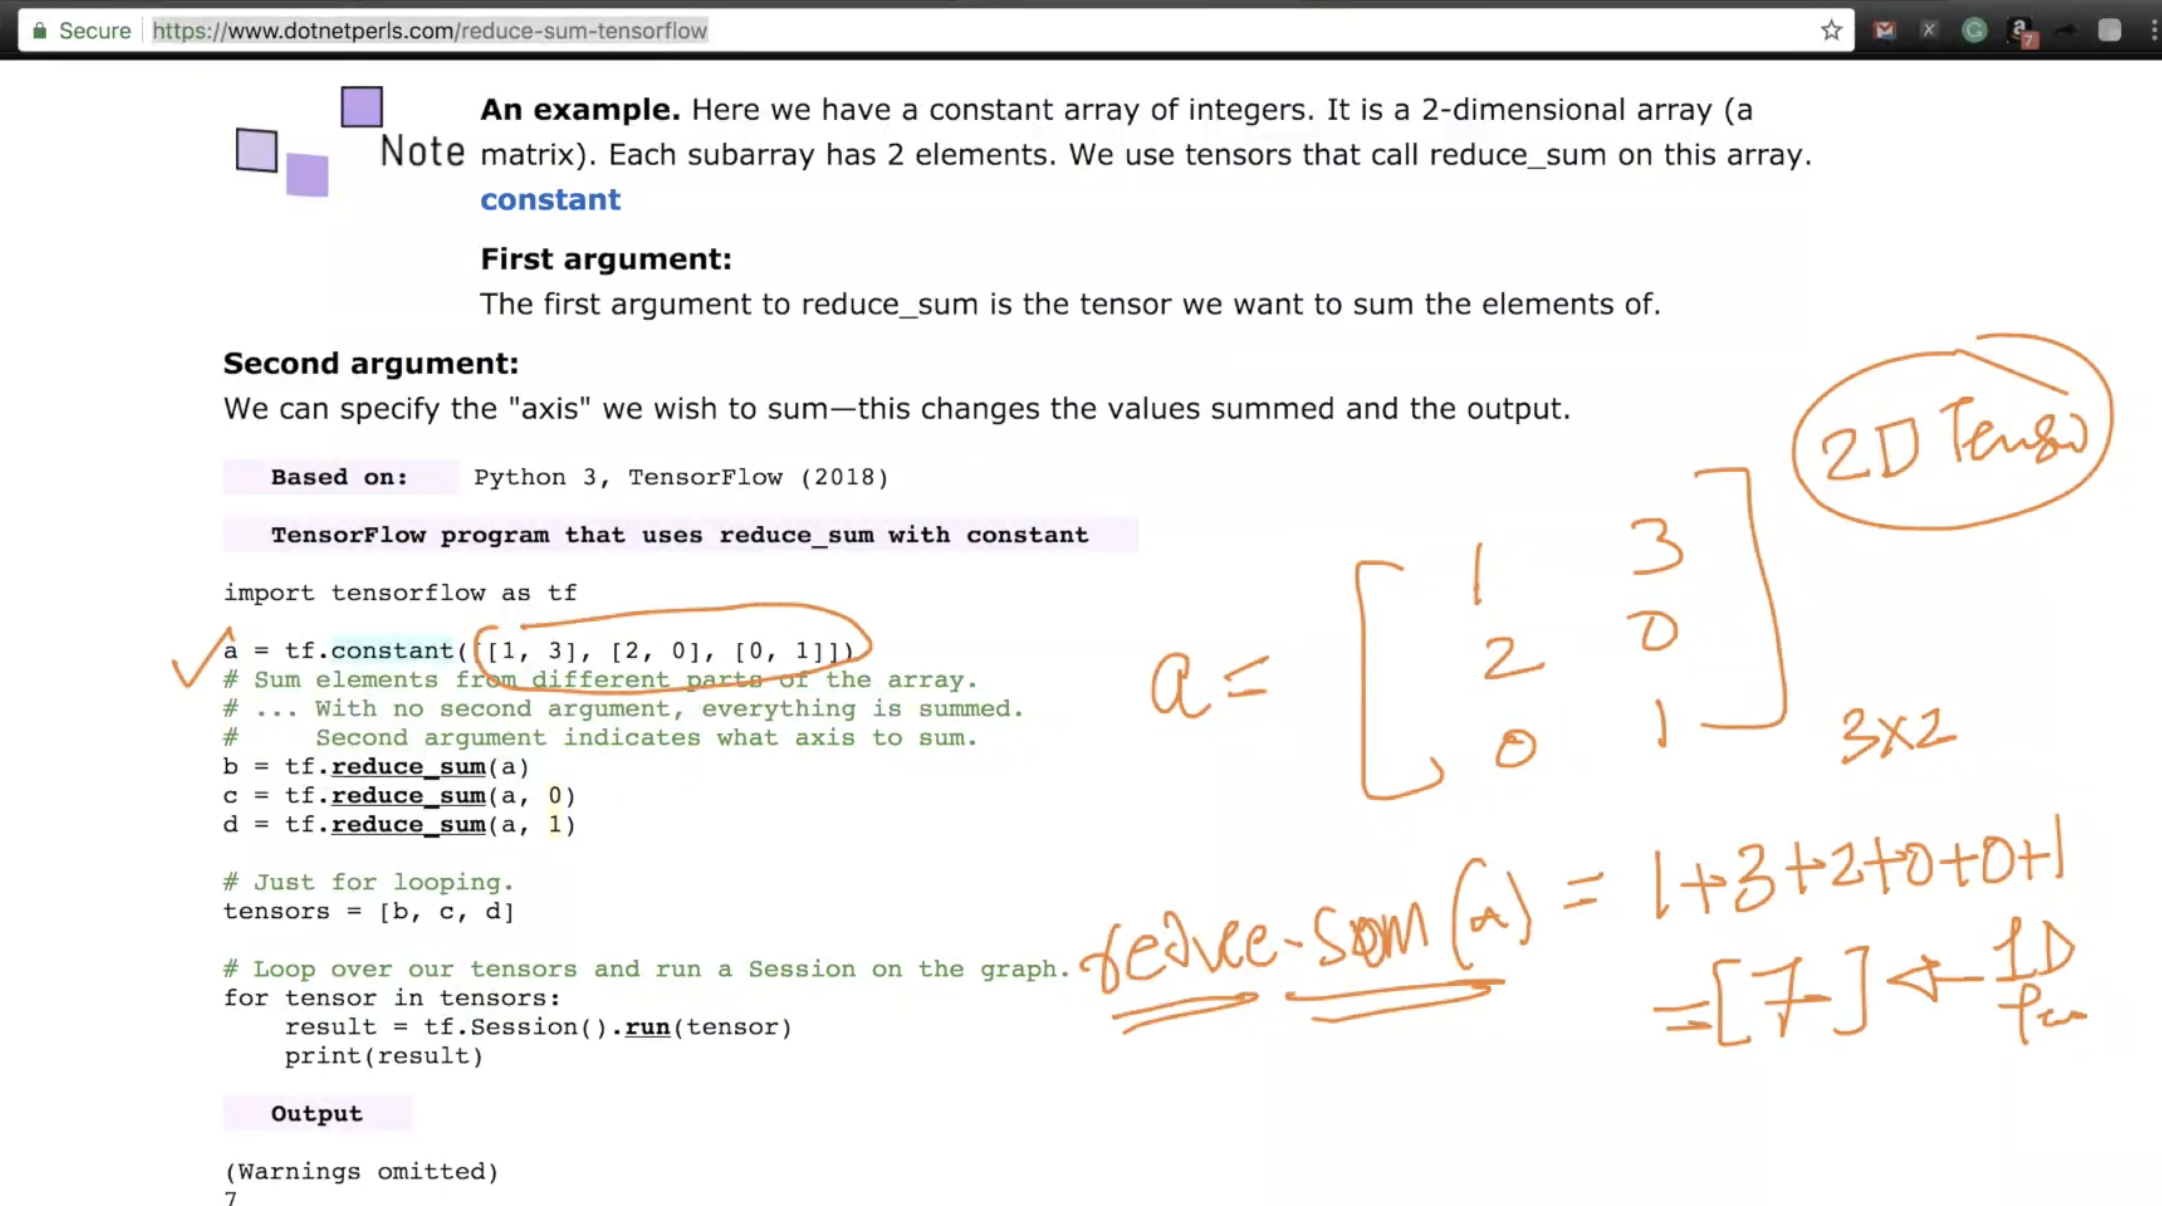 Secure https://www.dotnetperls.com/reduce-sum-tensorflow
7
An example. Here we have a constant array of integers. It is a 2-dimensional array (a
Note matrix). Each subarray has 2 elements. We use tensors that call reduce_sum on this array.
constant
First argument:
The first argument to reduce_sum is the tensor we want to sum the elements of.
Second argument:
We can specify the "axis" we wish to sum—this changes the values summed and the output.
Based on: Python 3, TensorFlow (2018)
TensorFlow program that uses reduce_sum with constant
import tensorflow as tf
a = tf.constant([[1, 3], [2, 0], [0, 1]])
# Sum elements from different parts of the array.
# ... With no second argument, everything is summed.
#     Second argument indicates what axis to sum.
b = tf.reduce_sum(a)
c = tf.reduce_sum(a, 0)
d = tf.reduce_sum(a, 1)
# Just for looping.
tensors = [b, c, d]
# Loop over our tensors and run a Session on the graph.
for tensor in tensors:
    result = tf.Session().run(tensor)
    print(result)
Output
(Warnings omitted)
7
2D Tensor
1 3
2 0
a =
0 1
3x2
reduce-sum(a) = 1+3+2+0+0+1
= [7] ← 1D